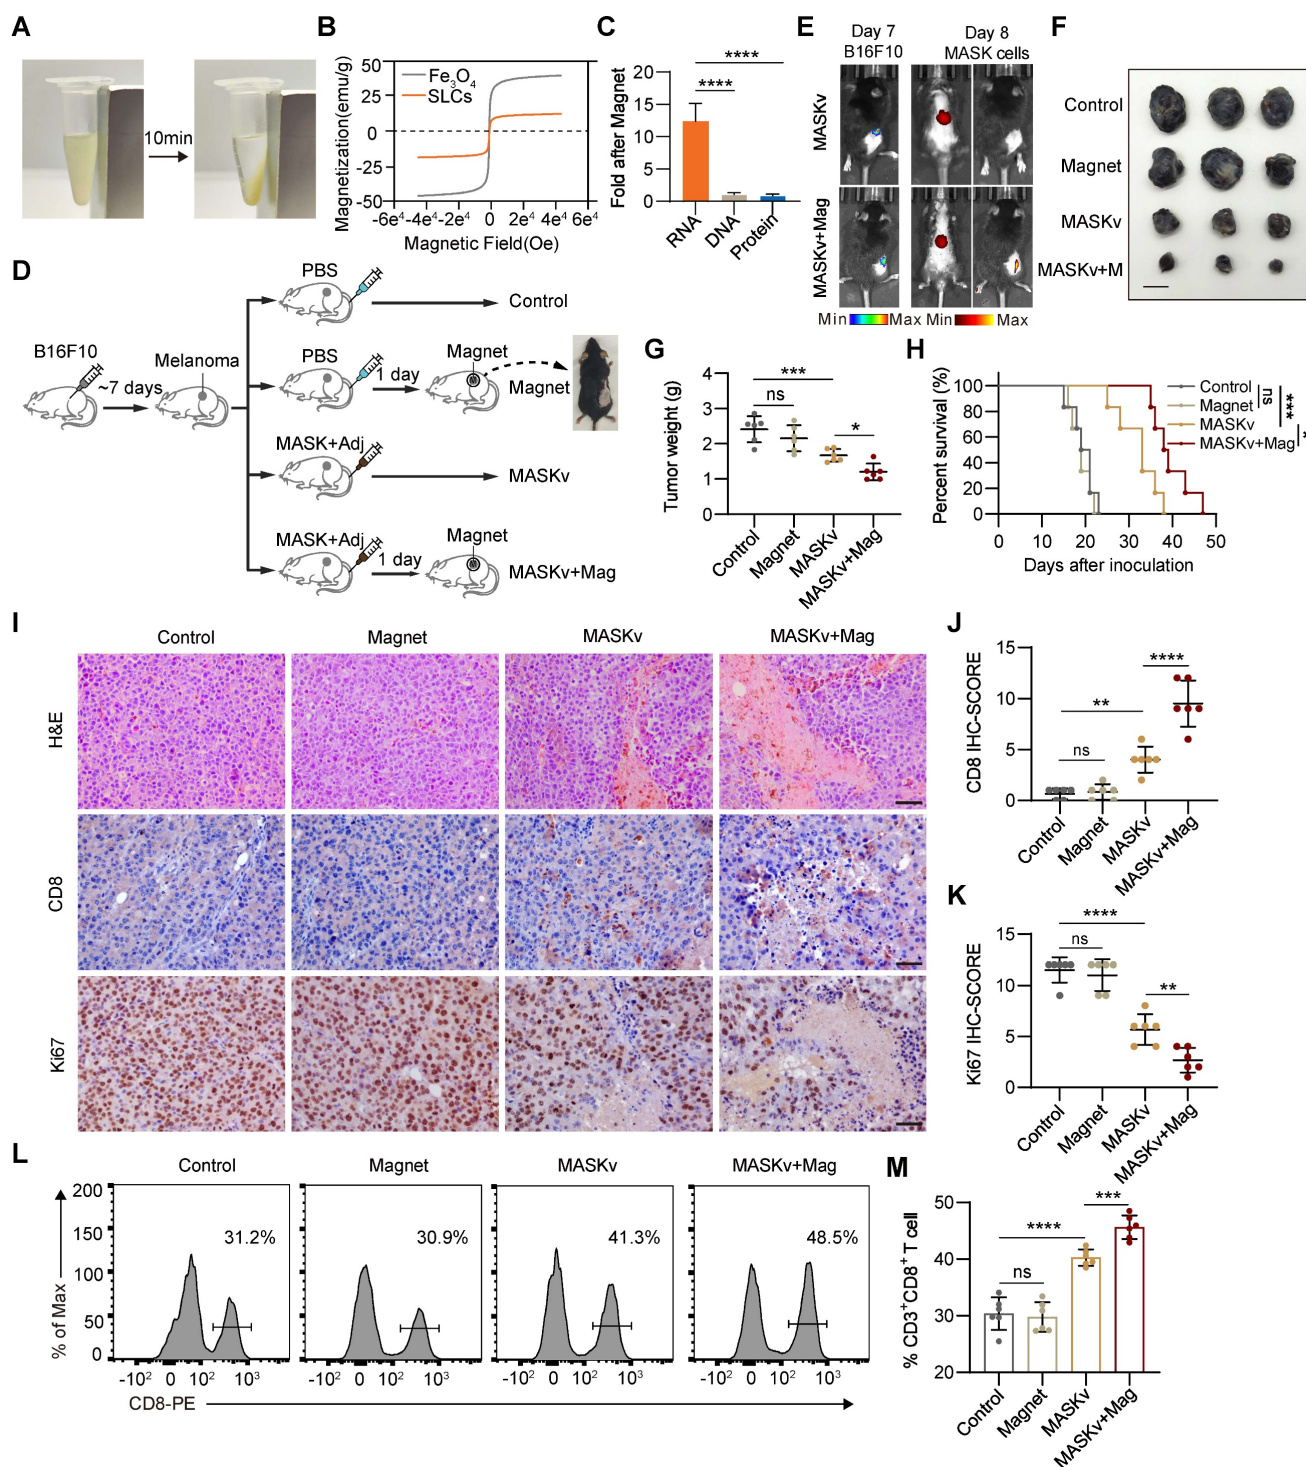 A
10min
B
Magnetization(emu/g)
50
25
0
-25
-50
Fe₃O₄
SLCs
-6e⁴
-4e⁴
-2e⁴
0
2e⁴
4e⁴
6e⁴
Magnetic Field(Oe)
C
Fold after Magnet
20
15
10
5
0
****
****
RNA
DNA
Protein
D
B16F10
~7 days
Melanoma
PBS
Control
PBS
1 day
Magnet
M
Magnet
MASK+Adj
MASKv
MASK+Adj
1 day
Magnet
M
MASKv+Mag
E
Day 7
B16F10
Day 8
MASK cells
MASKv
MASKv+Mag
Min
Max
Min
Max
F
Control
Magnet
MASKv
MASKv+M
G
Tumor weight (g)
4
3
2
1
0
***
ns
*
Control
Magnet
MASKv
MASKv+Mag
H
Percent survival (%)
100
80
60
40
20
0
0
10
20
30
40
50
Days after inoculation
Control
Magnet
MASKv
MASKv+Mag
ns
***
*
I
Control
Magnet
MASKv
MASKv+Mag
H&E
CD8
Ki67
J
CD8 IHC-SCORE
15
10
5
0
****
**
ns
Control
Magnet
MASKv
MASKv+Mag
K
Ki67 IHC-SCORE
15
10
5
0
****
ns
**
Control
Magnet
MASKv
MASKv+Mag
L
Control
Magnet
MASKv
MASKv+Mag
% of Max
200
150
100
50
0
31.2%
30.9%
41.3%
48.5%
-10²
0
10²
10³
-10²
0
10²
10³
-10²
0
10²
10³
-10²
0
10²
10³
CD8-PE
M
% CD3⁺CD8⁺T cell
50
40
30
20
***
****
ns
Control
Magnet
MASKv
MASKv+Mag